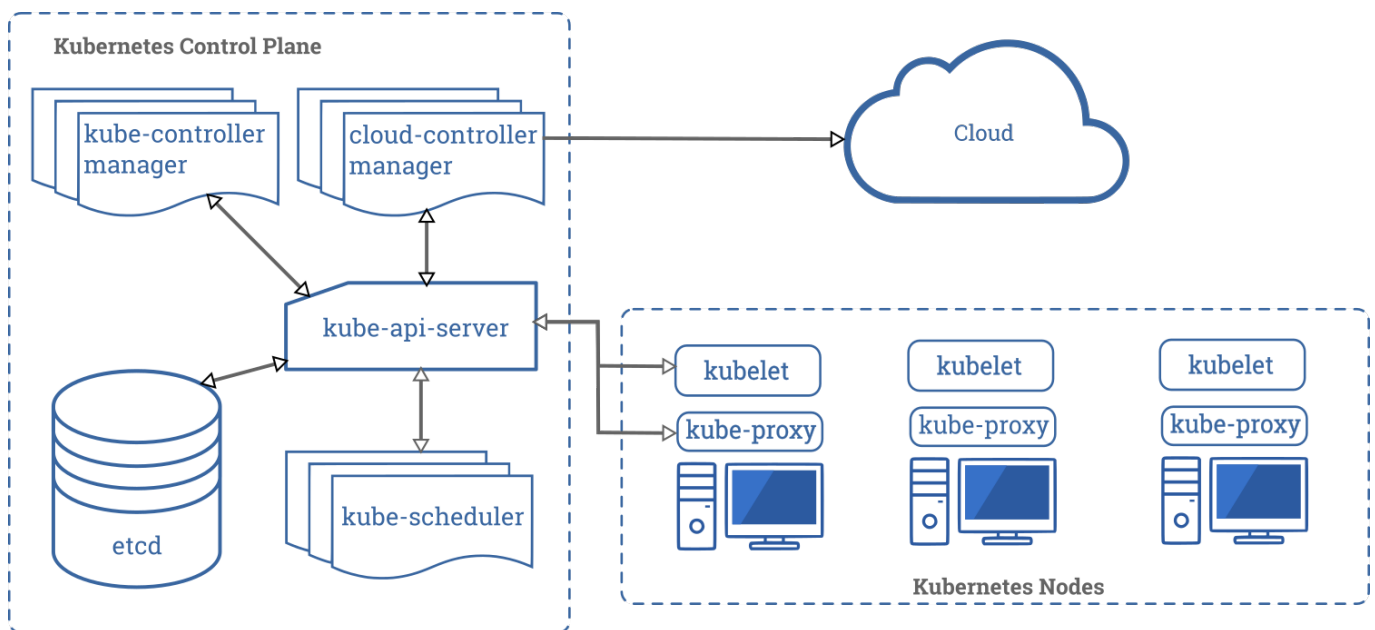 Kubernetes Control Plane
kube-controller
manager
cloud-controller
manager
Cloud
kube-api-server
etcd
kube-scheduler
kubelet
kube-proxy
kubelet
kube-proxy
kubelet
kube-proxy
Kubernetes Nodes